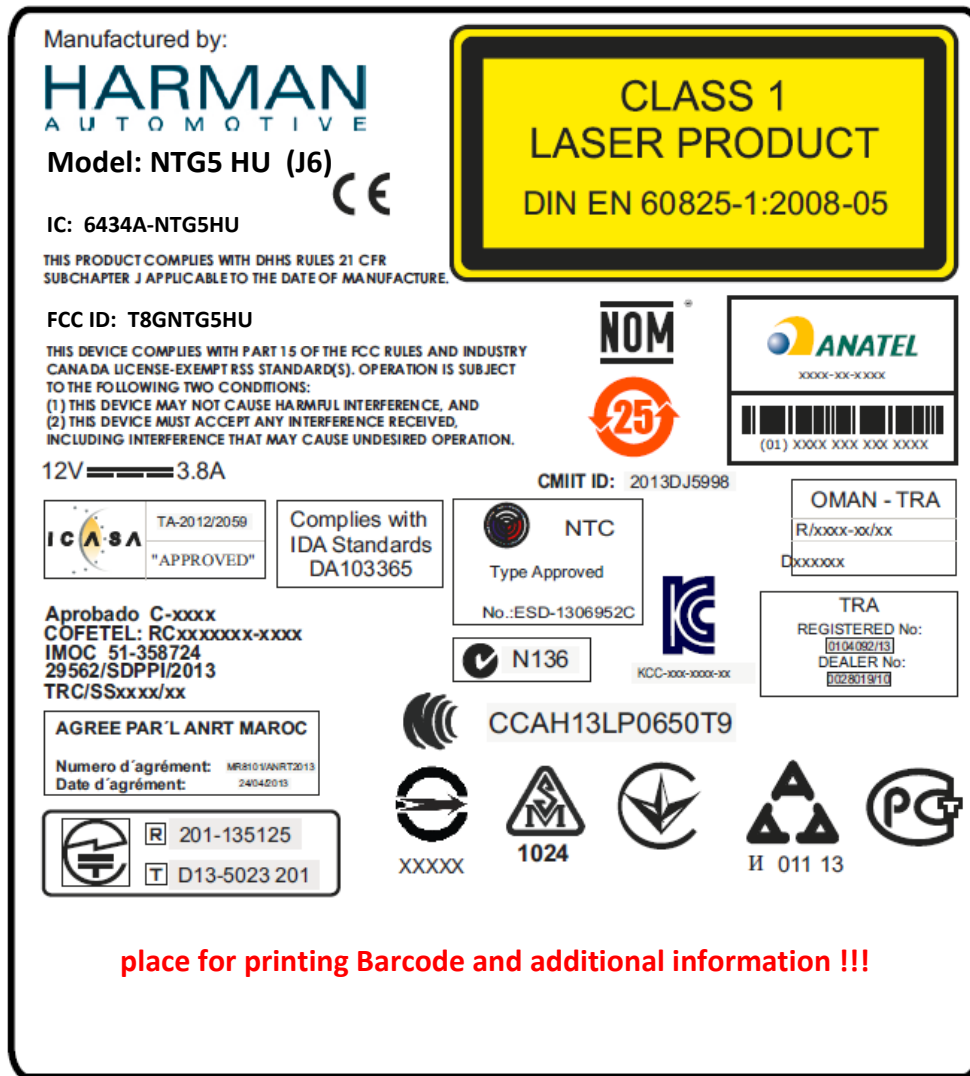 Manufactured by:
HARMAN
AUTOMOTIVE
Model: NTG5 HU (J6)
CE
IC: 6434A-NTG5HU
THIS PRODUCT COMPLIES WITH DHHS RULES 21 CFR
SUBCHAPTER J APPLICABLE TO THE DATE OF MANUFACTURE.
CLASS 1
LASER PRODUCT
DIN EN 60825-1:2008-05
FCC ID: T8GNTG5HU
THIS DEVICE COMPLIES WITH PART 15 OF THE FCC RULES AND INDUSTRY
CANADA LICENSE-EXEMPT RSS STANDARD(S). OPERATION IS SUBJECT
TO THE FOLLOWING TWO CONDITIONS:
(1) THIS DEVICE MAY NOT CAUSE HARMFUL INTERFERENCE, AND
(2) THIS DEVICE MUST ACCEPT ANY INTERFERENCE RECEIVED,
INCLUDING INTERFERENCE THAT MAY CAUSE UNDESIRED OPERATION.
12V 3.8A
NOM
25
ANATEL
xxxx-xx-xxxx
(01) XXXX XXX XXX XXXX
CMIIT ID: 2013DJ5998
ICASA
TA-2012/2059
"APPROVED"
Complies with
IDA Standards
DA103365
NTC
Type Approved
No.:ESD-1306952C
OMAN - TRA
R/xxxx-xx/xx
Dxxxxxx
Aprobado C-xxxx
COFETEL: RCxxxxxxx-xxxx
IMOC 51-358724
29562/SDPPI/2013
TRC/SSxxxx/xx
N136
KCC-xxx-xxxx-xx
TRA
REGISTERED No:
0104092/13
DEALER No:
0028019/10
AGREE PAR´L ANRT MAROC
Numero d´agrément: MR8101/ANRT2013
Date d´agrément: 24/04/2013
CCAH13LP0650T9
R 201-135125
T D13-5023 201
XXXXX
SM
1024
И 011 13
РСТ
place for printing Barcode and additional information !!!